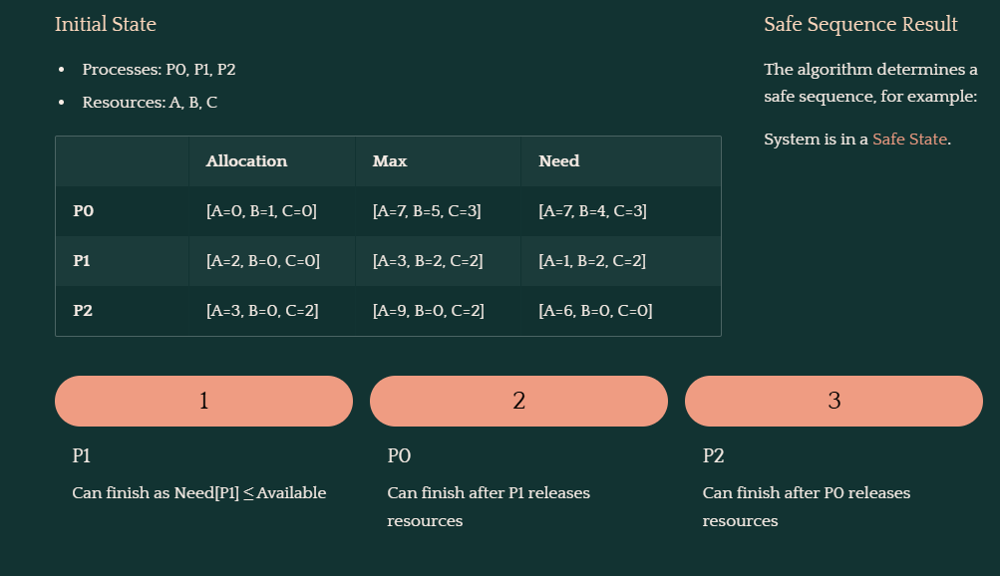 Initial State
• Processes: P0, P1, P2
• Resources: A, B, C
Allocation Max Need
P0 [A=0, B=1, C=0] [A=7, B=5, C=3] [A=7, B=4, C=3]
P1 [A=2, B=0, C=0] [A=3, B=2, C=2] [A=1, B=2, C=2]
P2 [A=3, B=0, C=2] [A=9, B=0, C=2] [A=6, B=0, C=0]
Safe Sequence Result
The algorithm determines a
safe sequence, for example:
System is in a Safe State.
1
P1
Can finish as Need[P1] ≤ Available
2
P0
Can finish after P1 releases
resources
3
P2
Can finish after P0 releases
resources